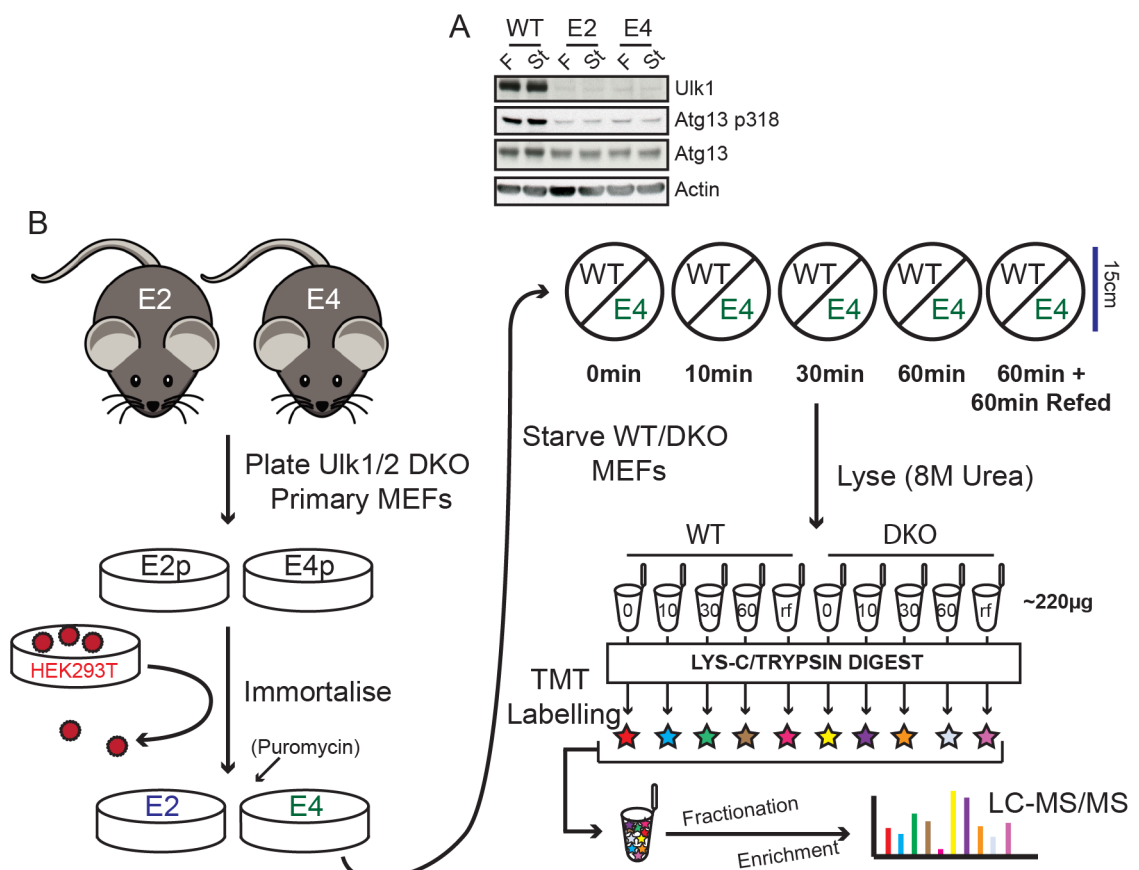 A
WT E2 E4
F St F St F St
Ulk1
Atg13 p318
Atg13
Actin
B
E2
E4
Plate Ulk1/2 DKO
Primary MEFs
E2p
E4p
HEK293T
Immortalise
(Puromycin)
E2
E4
WT WT WT WT WT
E4 E4 E4 E4 E4
15cm
0min 10min 30min 60min 60min +
60min Refed
Starve WT/DKO
MEFs
Lyse (8M Urea)
WT DKO
0 10 30 60 rf 0 10 30 60 rf
~220µg
LYS-C/TRYPSIN DIGEST
TMT
Labelling
Fractionation
Enrichment
LC-MS/MS